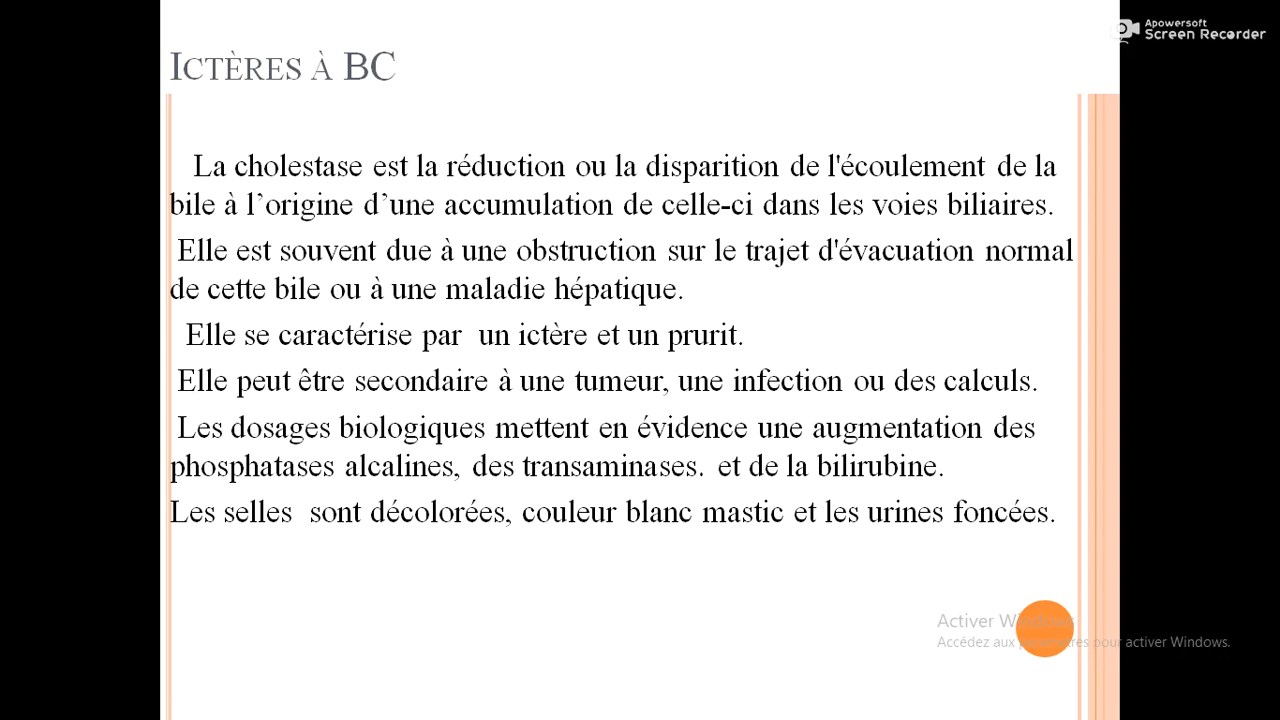 Apowersoft
Screen Recorder
ICTÈRES À BC
La cholestase est la réduction ou la disparition de l'écoulement de la
bile à l’origine d’une accumulation de celle-ci dans les voies biliaires.
Elle est souvent due à une obstruction sur le trajet d'évacuation normal
de cette bile ou à une maladie hépatique.
Elle se caractérise par un ictère et un prurit.
Elle peut être secondaire à une tumeur, une infection ou des calculs.
Les dosages biologiques mettent en évidence une augmentation des
phosphatases alcalines, des transaminases. et de la bilirubine.
Les selles sont décolorées, couleur blanc mastic et les urines foncées.
Activer Windows
Accédez aux paramètres pour activer Windows.